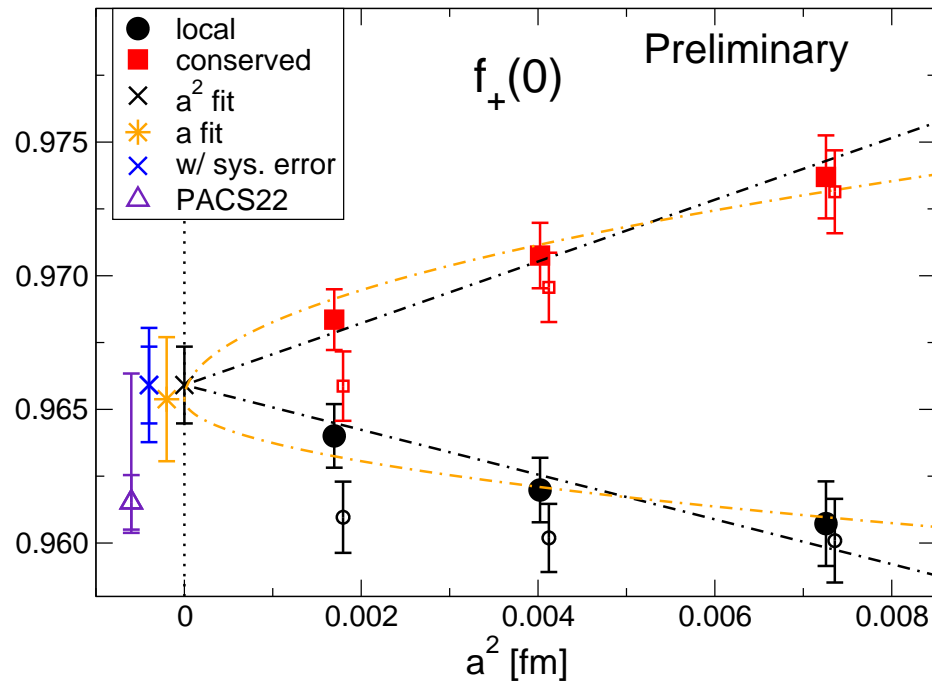 local
conserved
a² fit
a fit
w/ sys. error
PACS22
f₊(0)
Preliminary
0.975
0.970
0.965
0.960
0 0.002 0.004 0.006 0.008
a² [fm]